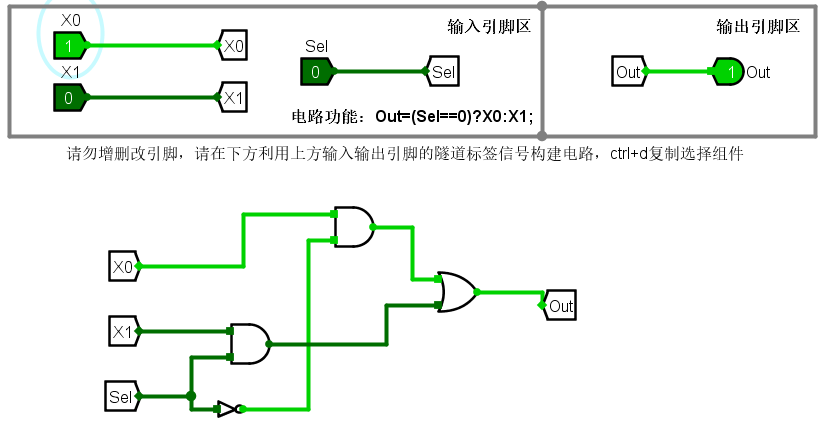 X0
1
X0
X1
0
X1
输入引脚区
Sel
0
Sel
电路功能：Out=(Sel==0)?X0:X1;
输出引脚区
Out
1
Out
请勿增删改引脚，请在下方利用上方输入输出引脚的隧道标签信号构建电路，ctrl+d复制选择组件
X0
X1
Sel
Out